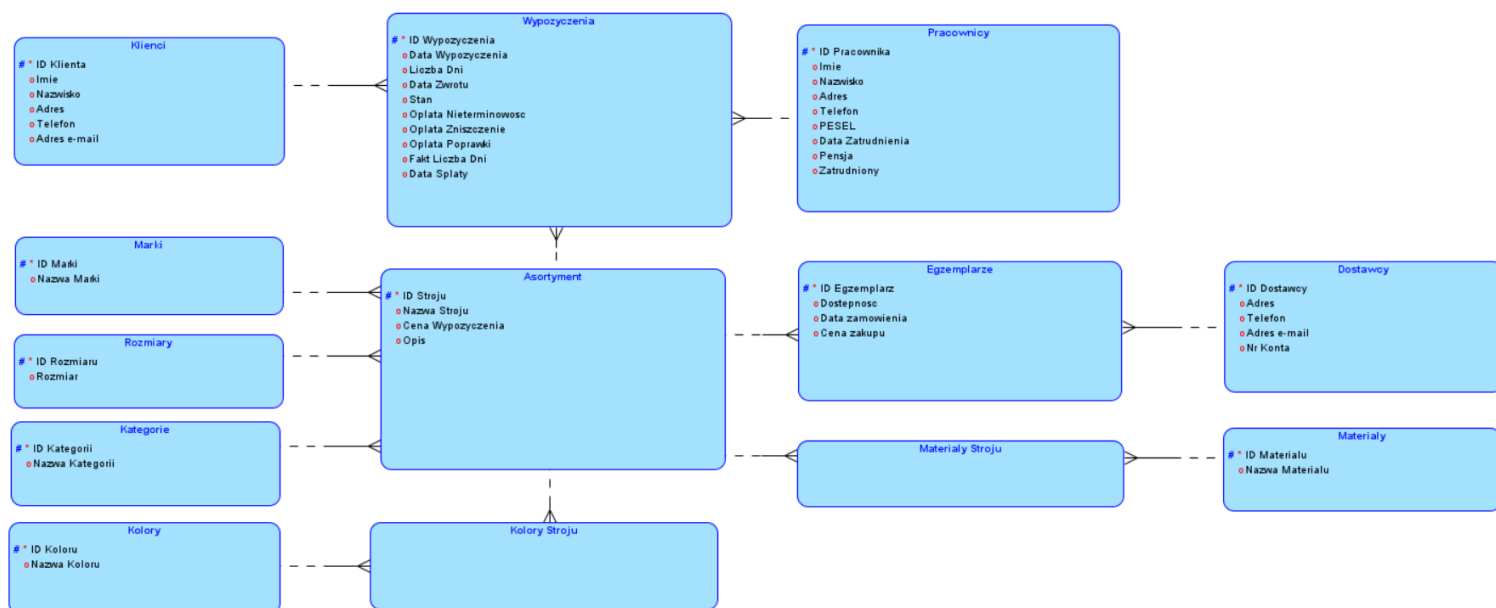 Klienci
# * ID Klienta
o Imie
o Nazwisko
o Adres
o Telefon
o Adres e-mail
Wypozyczenia
# * ID Wypozyczenia
o Data Wypozyczenia
o Liczba Dni
o Data Zwrotu
o Stan
o Oplata Nieterminowosc
o Oplata Zniszczenie
o Oplata Poprawki
o Fakt Liczba Dni
o Data Splaty
Pracownicy
# * ID Pracownika
o Imie
o Nazwisko
o Adres
o Telefon
o PESEL
o Data Zatrudnienia
o Pensja
o Zatrudniony
Marki
# * ID Marki
o Nazwa Marki
Rozmiary
# * ID Rozmiaru
o Rozmiar
Kategorie
# * ID Kategorii
o Nazwa Kategorii
Kolory
# * ID Koloru
o Nazwa Koloru
Asortyment
# * ID Stroju
o Nazwa Stroju
o Cena Wypozyczenia
o Opis
Kolory Stroju
Egzemplarze
# * ID Egzemplarz
o Dostepnosc
o Data zamowienia
o Cena zakupu
Materialy Stroju
Dostawcy
# * ID Dostawcy
o Adres
o Telefon
o Adres e-mail
o Nr Konta
Materialy
# * ID Materialu
o Nazwa Materialu